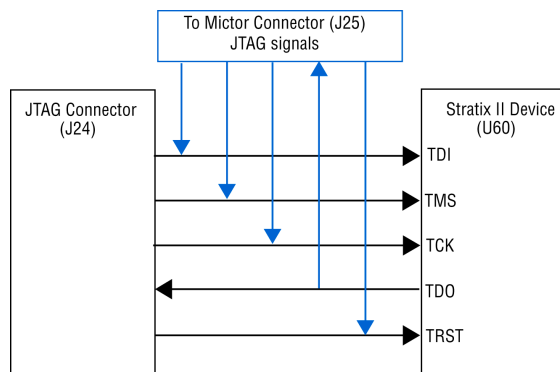 To Mictor Connector (J25)
JTAG signals
JTAG Connector
(J24)
Stratix II Device
(U60)
TDI
TMS
TCK
TDO
TRST